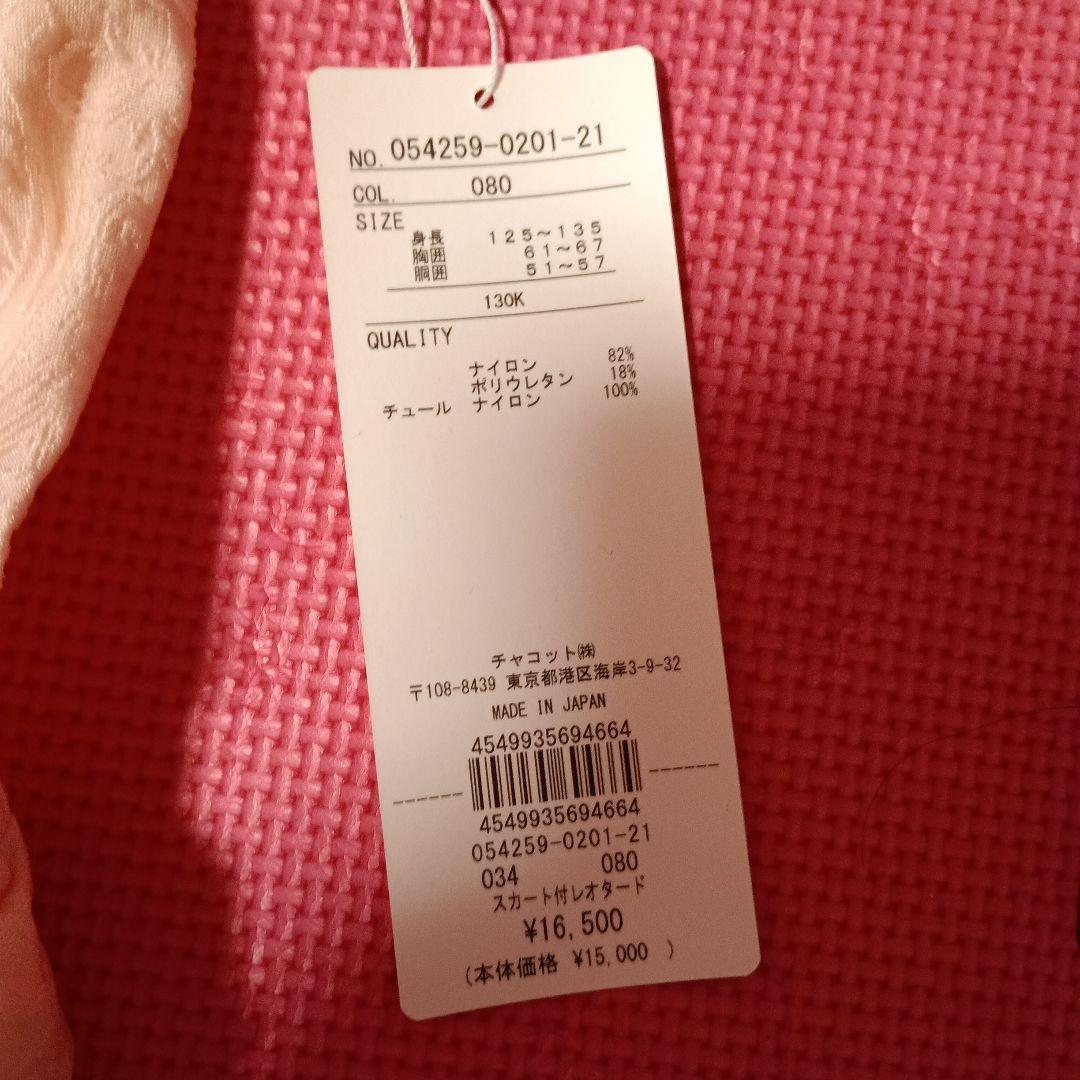 NO. 054259-0201-21
COL. 080
SIZE
身長 125~135
胸囲 61~67
胴囲 51~57
130K
QUALITY
ナイロン 82%
ポリウレタン 18%
チュール ナイロン 100%
チャコット㈱
〒108-8439 東京都港区海岸3-9-32
MADE IN JAPAN
4549935694664
4549935694664
054259-0201-21
034 080
スカート付レオタード
¥16,500
(本体価格 ¥15,000 )